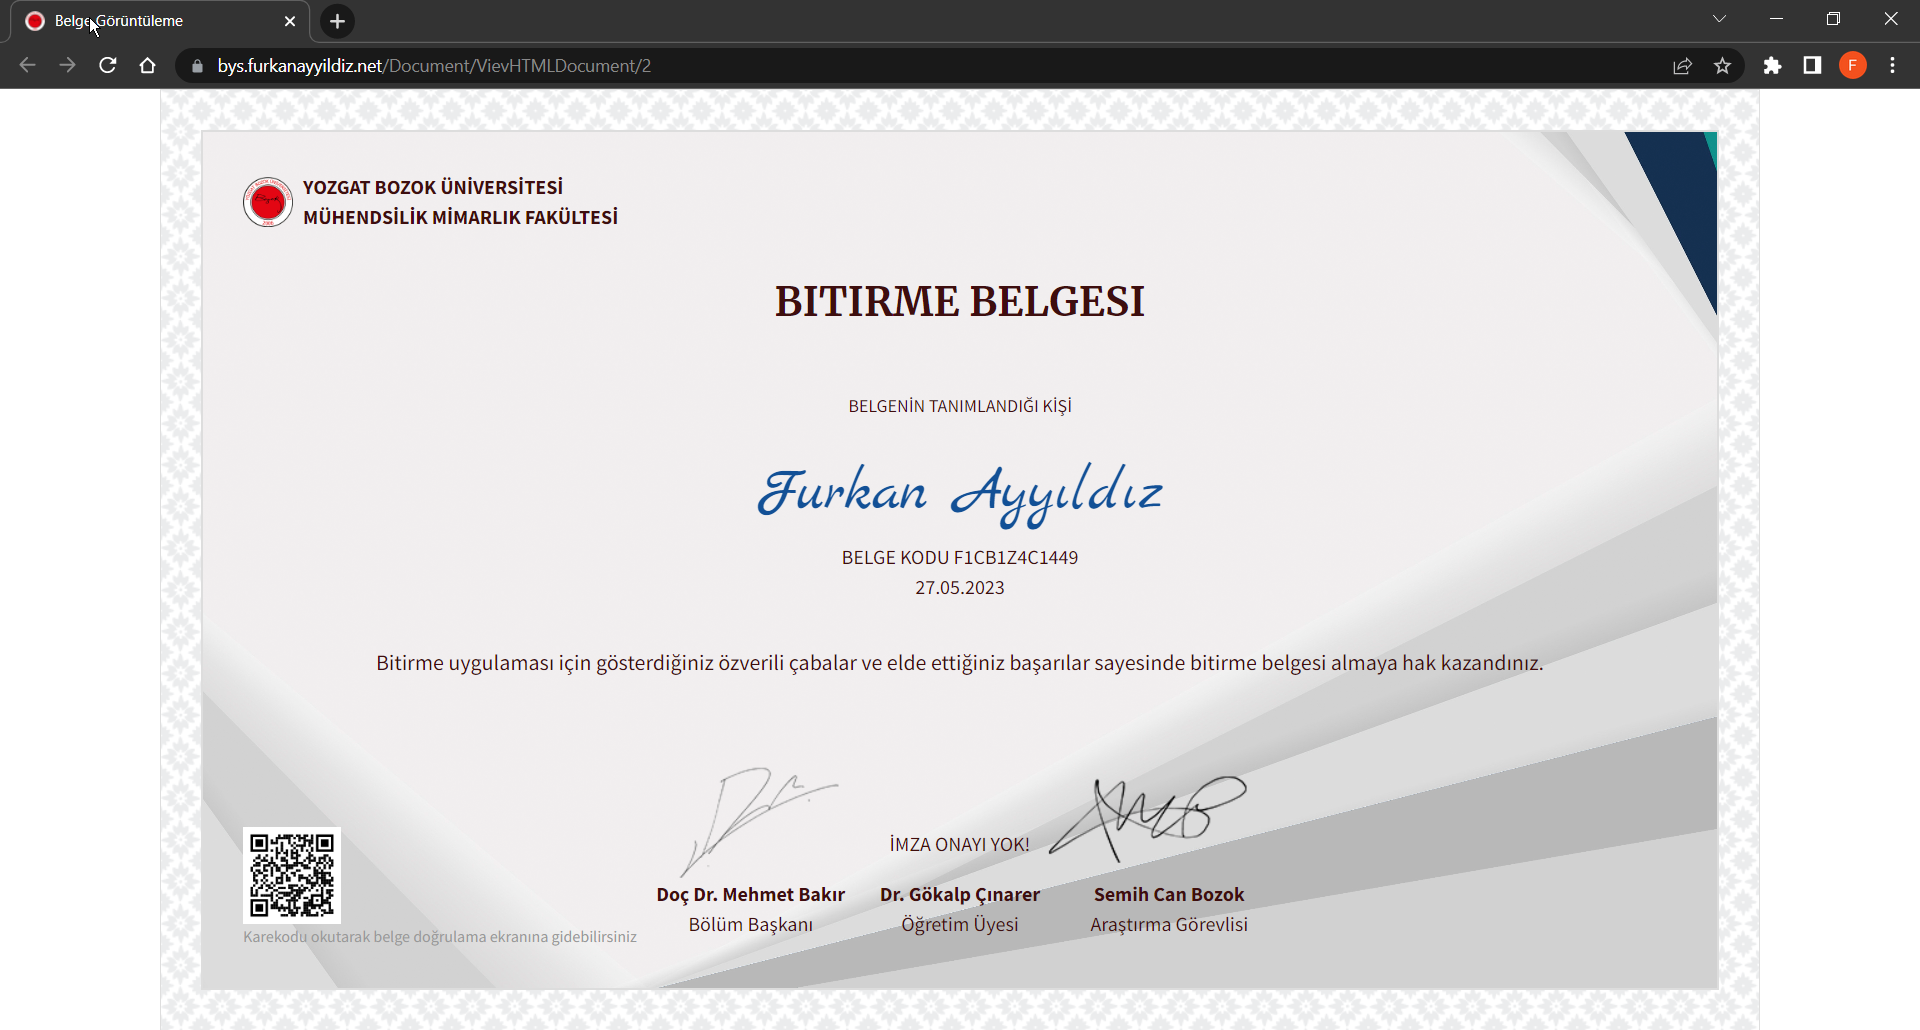 Belge Görüntüleme
bys.furkanayyildiz.net/Document/VievHTMLDocument/2
F
YOZGAT BOZOK ÜNİVERSİTESİ
MÜHENDSİLİK MİMARLIK FAKÜLTESİ
BITIRME BELGESI
BELGENİN TANIMLANDIĞI KİŞİ
Furkan Ayyıldız
BELGE KODU F1CB1Z4C1449
27.05.2023
Bitirme uygulaması için gösterdiğiniz özverili çabalar ve elde ettiğiniz başarılar sayesinde bitirme belgesi almaya hak kazandınız.
İMZA ONAYI YOK!
Doç Dr. Mehmet Bakır Dr. Gökalp Çınarer Semih Can Bozok
Bölüm Başkanı Öğretim Üyesi Araştırma Görevlisi
Karekodu okutarak belge doğrulama ekranına gidebilirsiniz